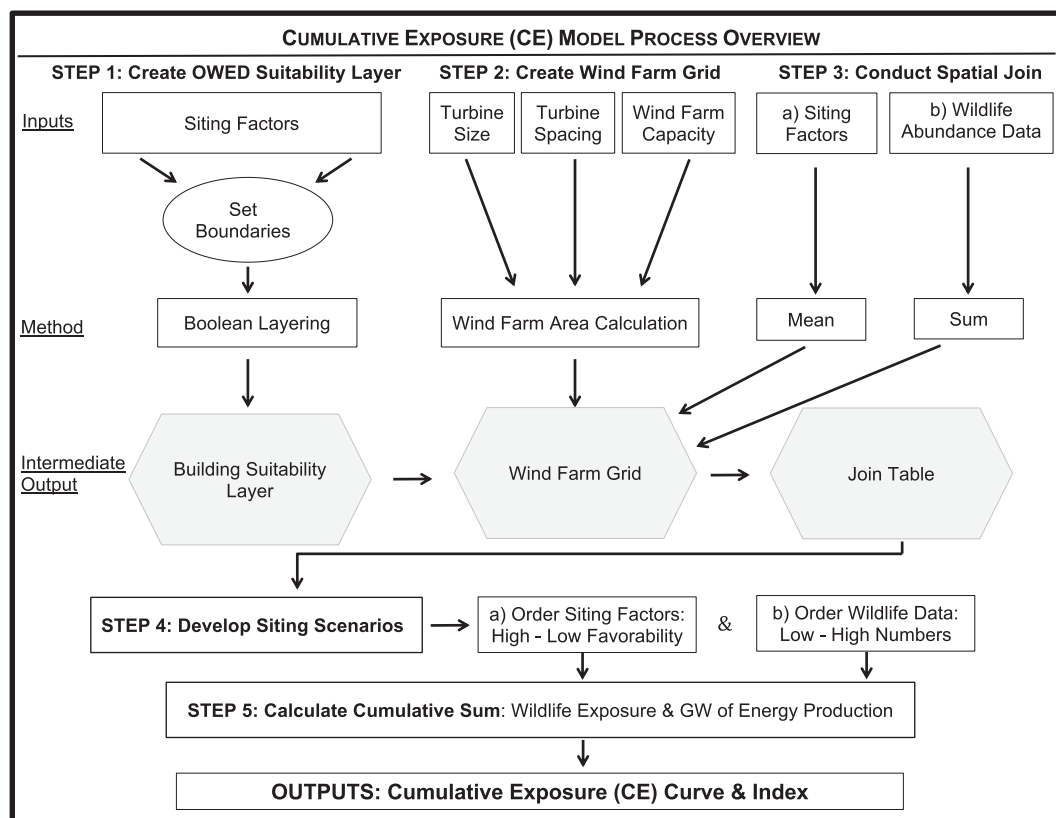 CUMULATIVE EXPOSURE (CE) MODEL PROCESS OVERVIEW
STEP 1: Create OWED Suitability Layer
STEP 2: Create Wind Farm Grid
STEP 3: Conduct Spatial Join
Inputs
Siting Factors
Turbine
Size
Turbine
Spacing
Wind Farm
Capacity
a) Siting
Factors
b) Wildlife
Abundance Data
Set
Boundaries
Method
Boolean Layering
Wind Farm Area Calculation
Mean
Sum
Intermediate
Output
Building Suitability
Layer
Wind Farm Grid
Join Table
STEP 4: Develop Siting Scenarios
a) Order Siting Factors:
High - Low Favorability
&
b) Order Wildlife Data:
Low - High Numbers
STEP 5: Calculate Cumulative Sum: Wildlife Exposure & GW of Energy Production
OUTPUTS: Cumulative Exposure (CE) Curve & Index